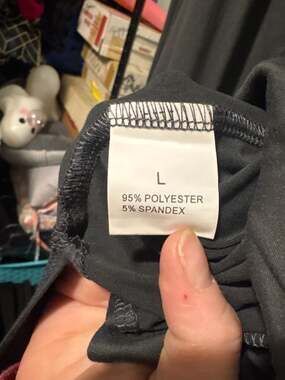 L
95% POLYESTER
5% SPANDEX